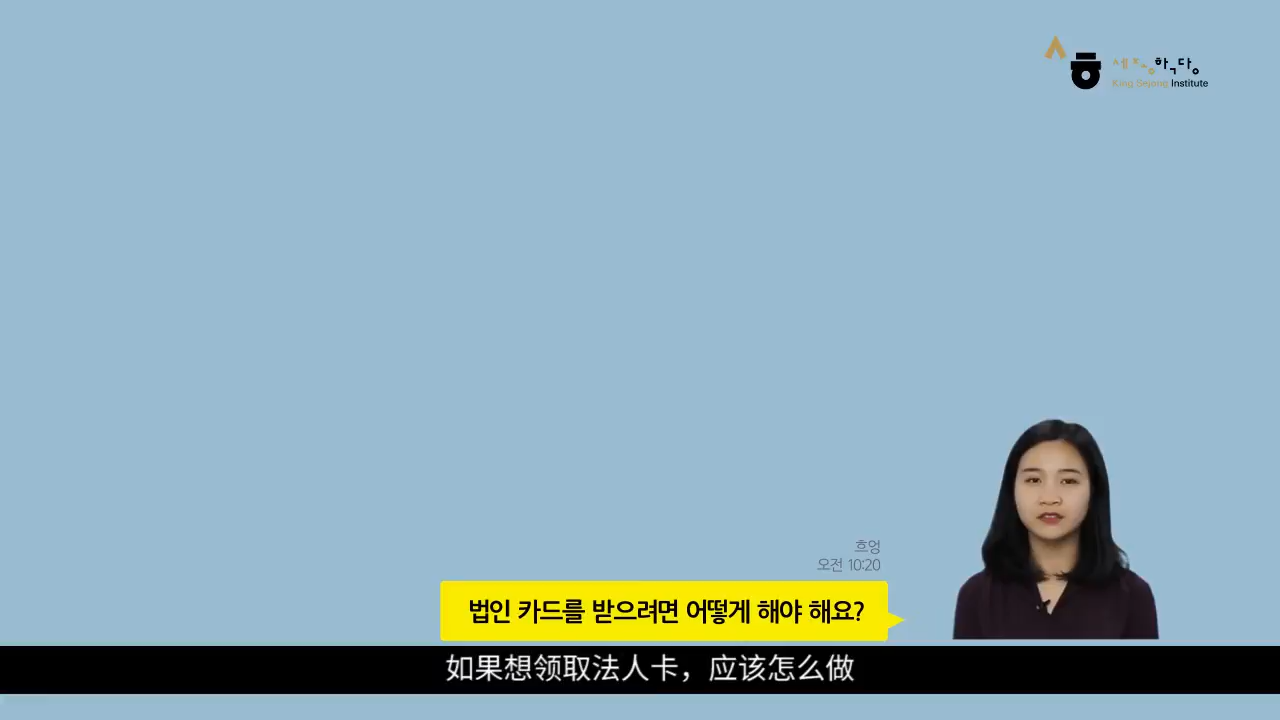 세종학당
King Sejong Institute
흐엉
오전 10:20
법인 카드를 받으려면 어떻게 해야 해요?
如果想领取法人卡，应该怎么做